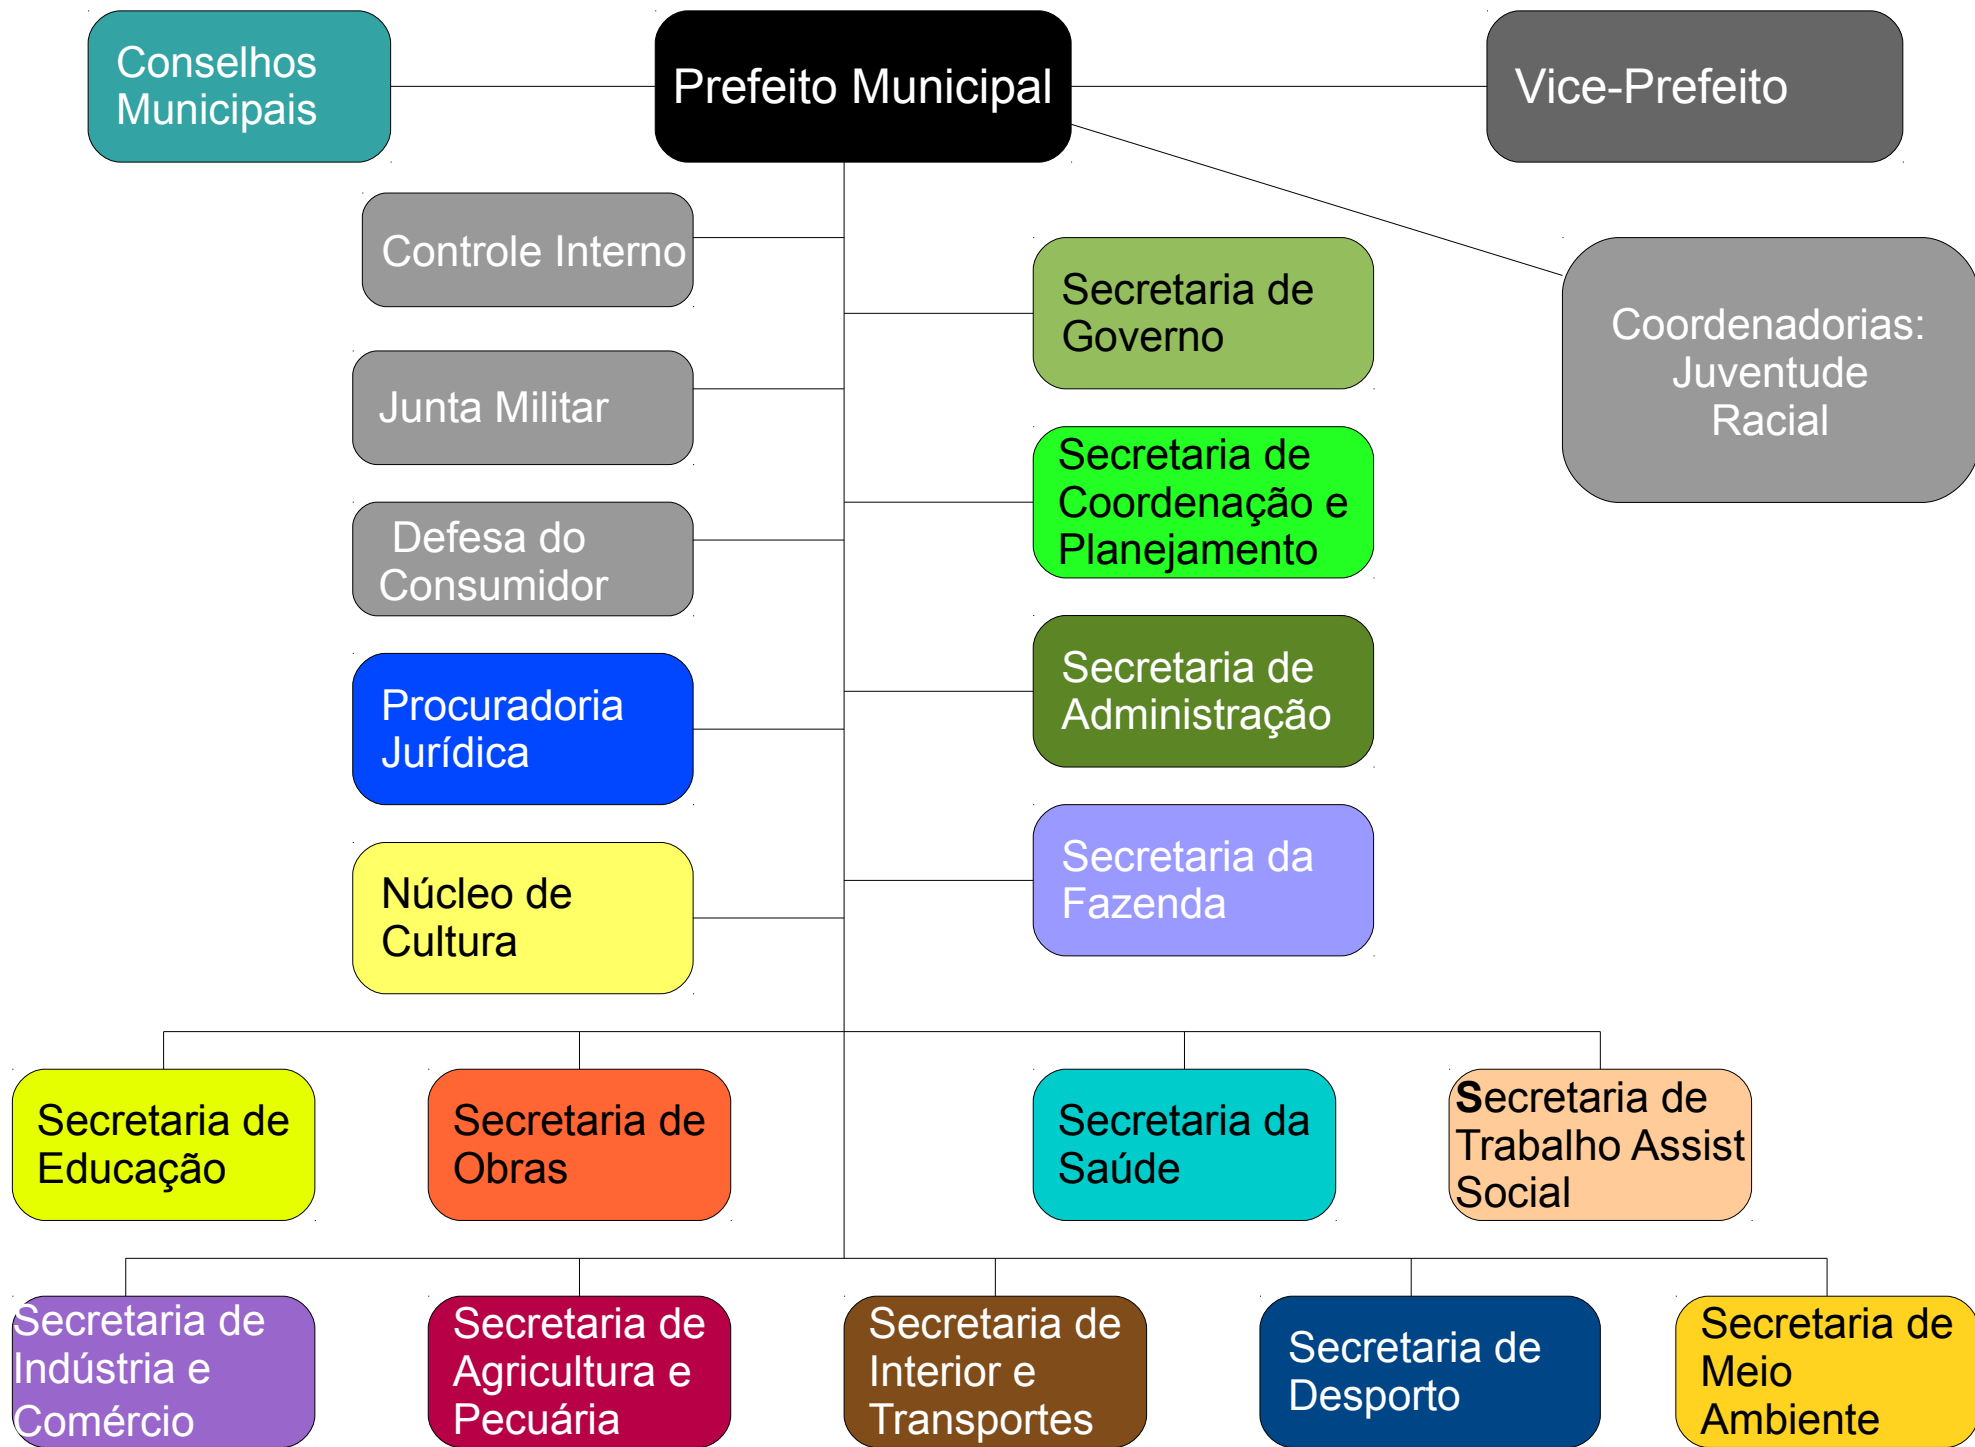 Conselhos
Municipais
Prefeito Municipal
Vice-Prefeito
Controle Interno
Secretaria de
Governo
Coordenadorias:
Juventude
Racial
Junta Militar
Secretaria de
Coordenação e
Planejamento
Defesa do
Consumidor
Secretaria de
Administração
Procuradoria
Jurídica
Secretaria da
Fazenda
Núcleo de
Cultura
Secretaria de
Educação
Secretaria de
Obras
Secretaria da
Saúde
Secretaria de
Trabalho Assist
Social
Secretaria de
Indústria e
Comércio
Secretaria de
Agricultura e
Pecuária
Secretaria de
Interior e
Transportes
Secretaria de
Desporto
Secretaria de
Meio
Ambiente